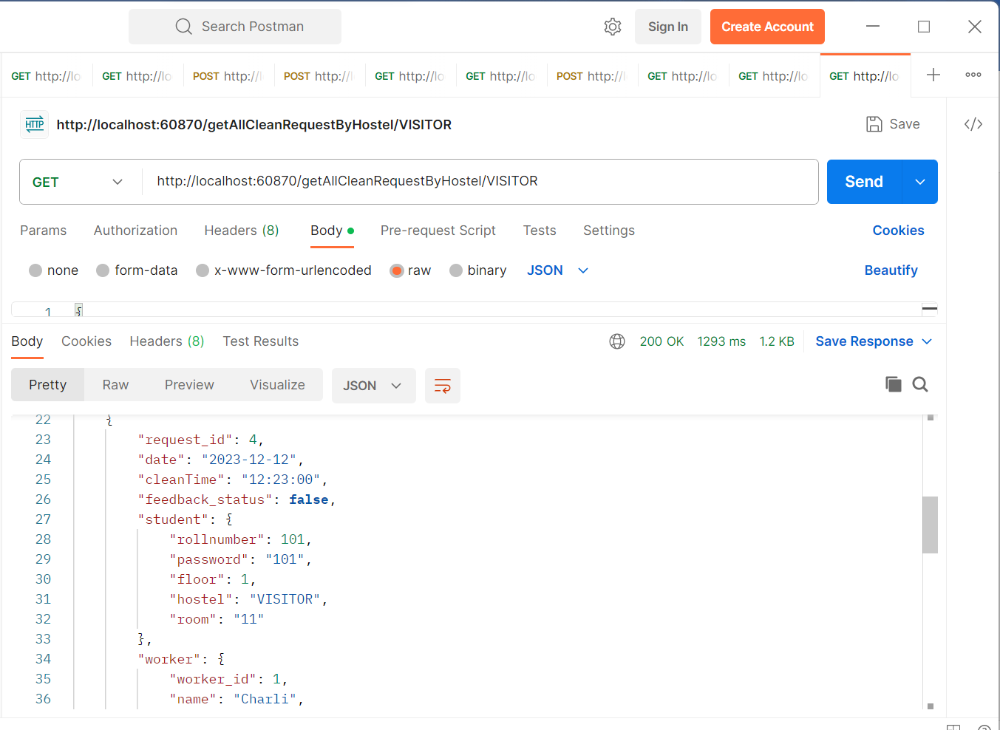 Search Postman
Sign In
Create Account
GET http://lo
GET http://lo
POST http://l
POST http://l
GET http://lo
GET http://lo
POST http://l
GET http://lo
GET http://lo
GET http://lo
HTTP http://localhost:60870/getAllCleanRequestByHostel/VISITOR
Save
</>
GET http://localhost:60870/getAllCleanRequestByHostel/VISITOR
Send
Params Authorization Headers (8) Body Pre-request Script Tests Settings Cookies
none form-data x-www-form-urlencoded raw binary JSON Beautify
1 {
Body Cookies Headers (8) Test Results 200 OK 1293 ms 1.2 KB Save Response
Pretty Raw Preview Visualize JSON
22 {
23 "request_id": 4,
24 "date": "2023-12-12",
25 "cleanTime": "12:23:00",
26 "feedback_status": false,
27 "student": {
28 "rollnumber": 101,
29 "password": "101",
30 "floor": 1,
31 "hostel": "VISITOR",
32 "room": "11"
33 },
34 "worker": {
35 "worker_id": 1,
36 "name": "Charli",